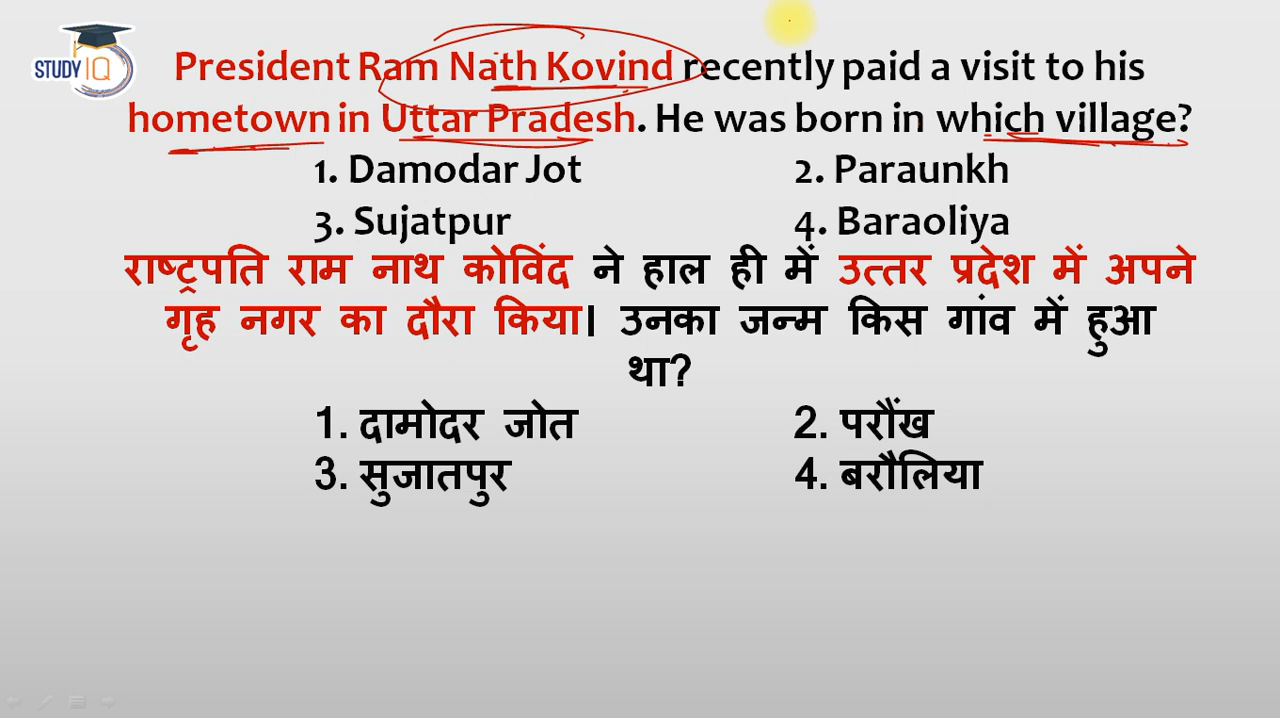 STUDY IQ
President Ram Nath Kovind recently paid a visit to his
hometown in Uttar Pradesh. He was born in which village?
1. Damodar Jot 2. Paraunkh
3. Sujatpur 4. Baraoliya
राष्ट्रपति राम नाथ कोविंद ने हाल ही में उत्तर प्रदेश में अपने
गृह नगर का दौरा किया। उनका जन्म किस गांव में हुआ
था?
1. दामोदर जोत 2. परौंख
3. सुजातपुर 4. बरौलिया